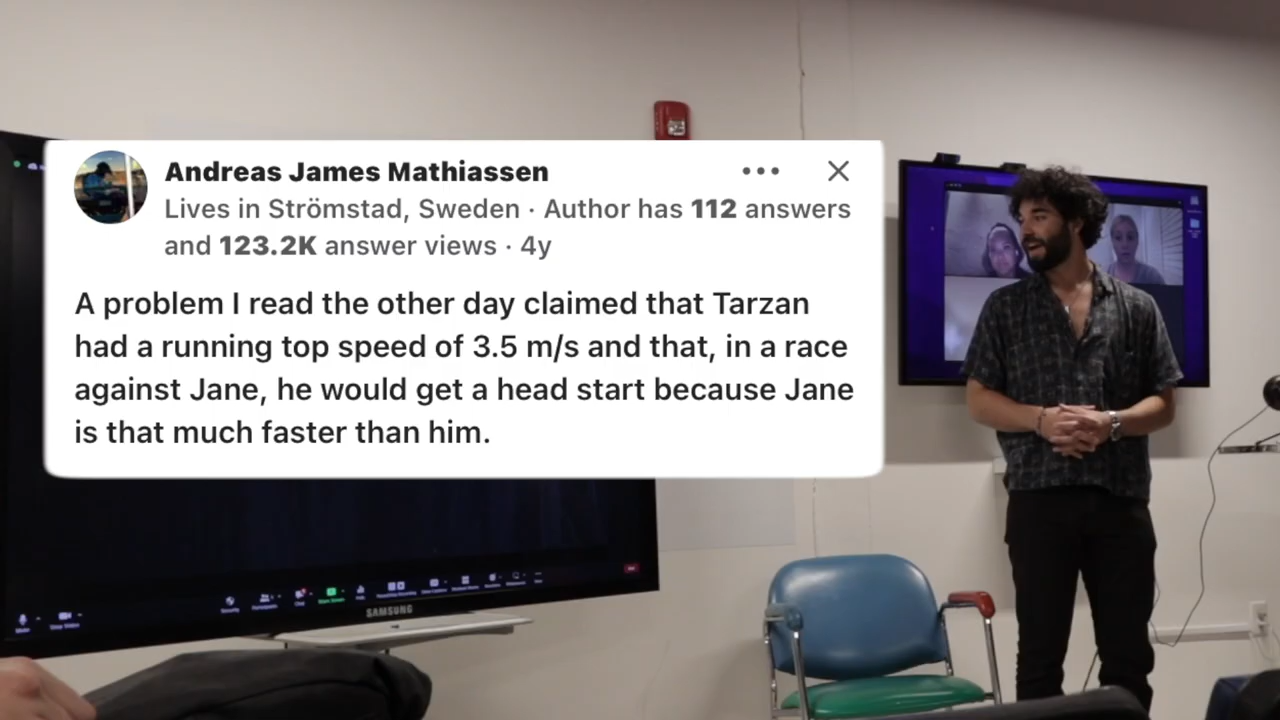 Andreas James Mathiassen
Lives in Strömstad, Sweden · Author has 112 answers
and 123.2K answer views · 4y
A problem I read the other day claimed that Tarzan
had a running top speed of 3.5 m/s and that, in a race
against Jane, he would get a head start because Jane
is that much faster than him.
SAMSUNG